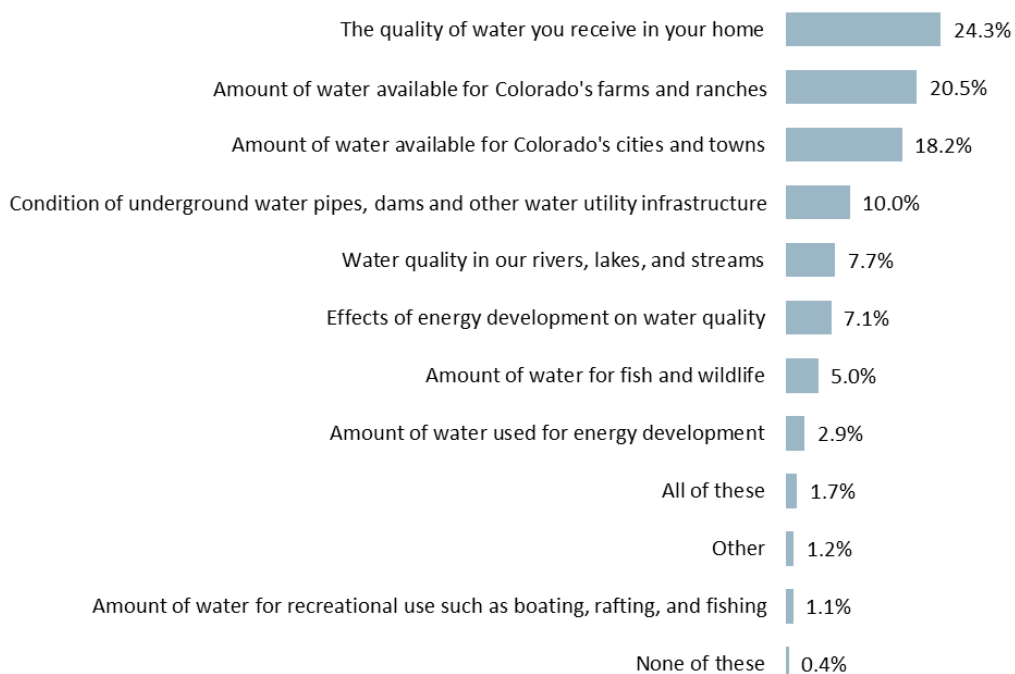 The quality of water you receive in your home 24.3%
Amount of water available for Colorado's farms and ranches 20.5%
Amount of water available for Colorado's cities and towns 18.2%
Condition of underground water pipes, dams and other water utility infrastructure 10.0%
Water quality in our rivers, lakes, and streams 7.7%
Effects of energy development on water quality 7.1%
Amount of water for fish and wildlife 5.0%
Amount of water used for energy development 2.9%
All of these 1.7%
Other 1.2%
Amount of water for recreational use such as boating, rafting, and fishing 1.1%
None of these 0.4%